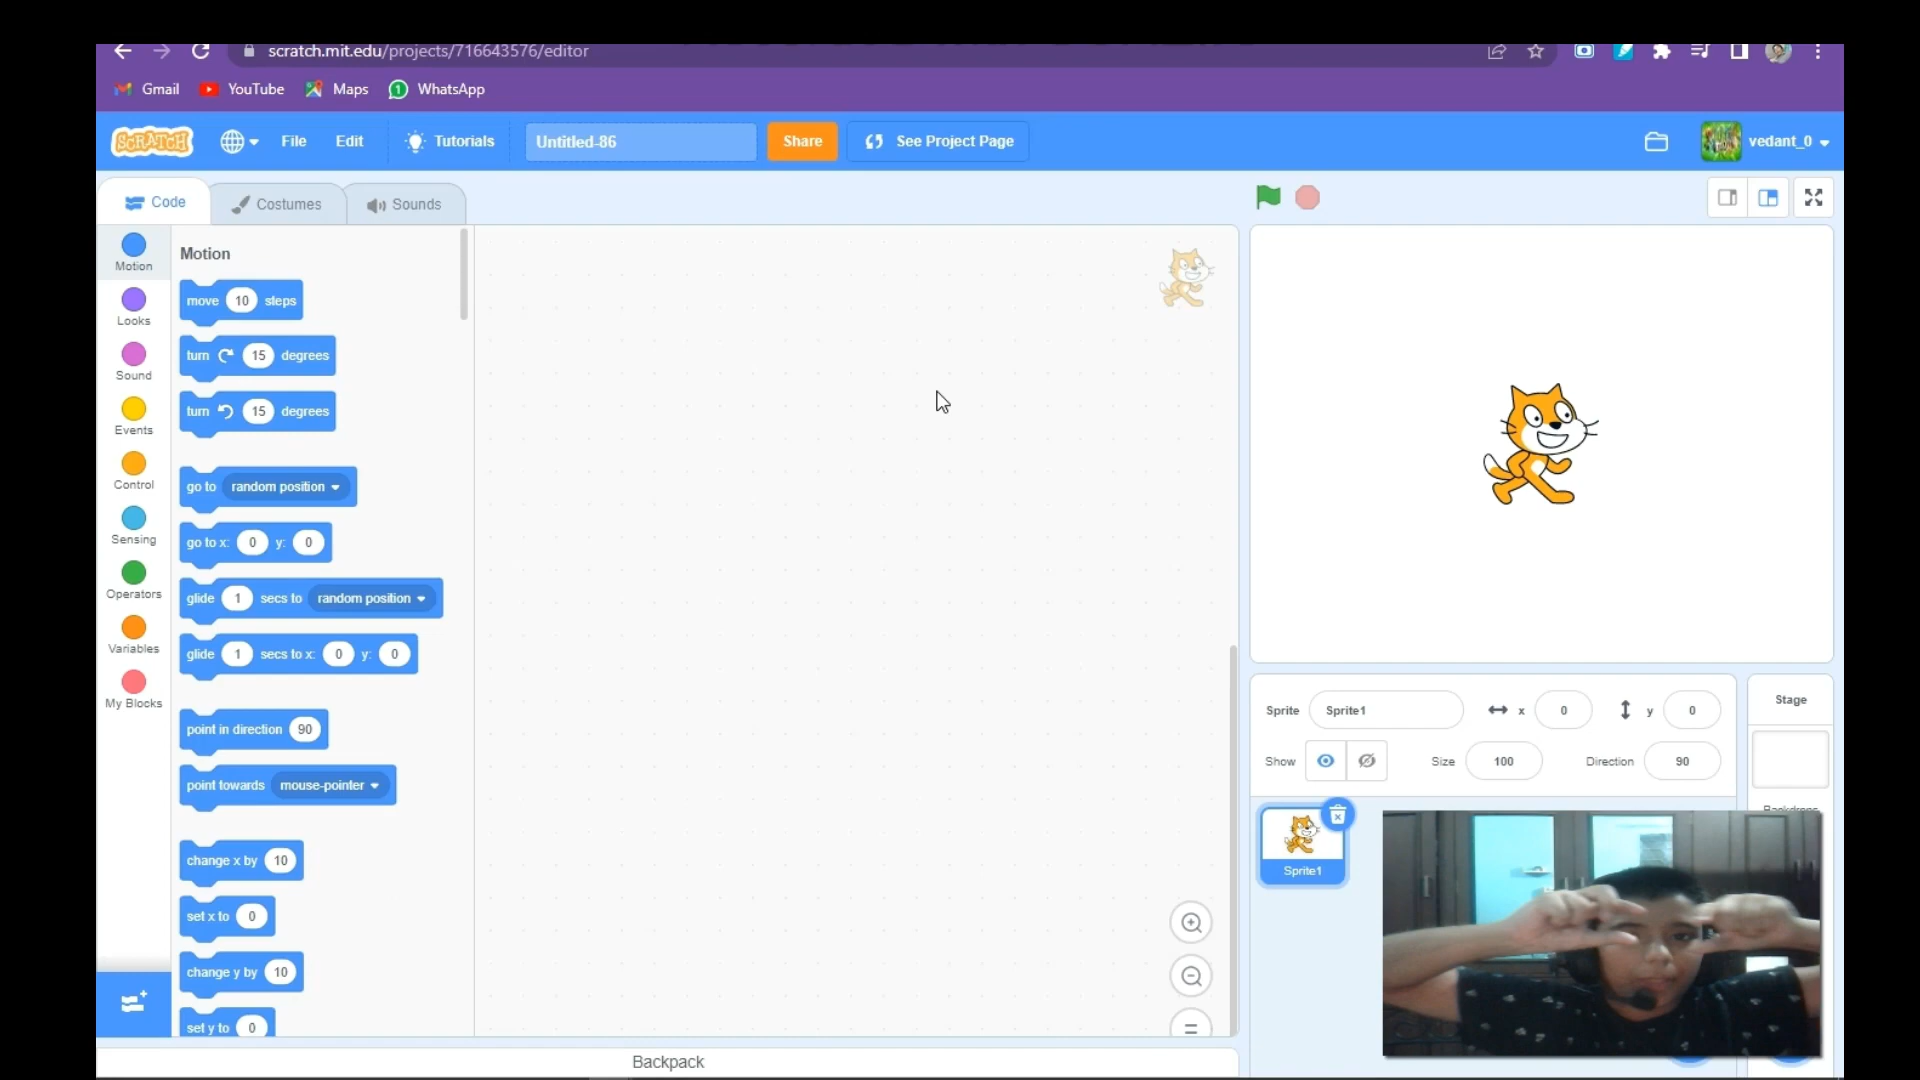 scratch.mit.edu/projects/716643576/editor
Gmail YouTube Maps 1 WhatsApp
SCRATCH File Edit Tutorials Untitled-86 Share See Project Page vedant_0
Code Costumes Sounds
Motion
Looks
Sound
Events
Control
Sensing
Operators
Variables
My Blocks
Motion
move 10 steps
turn 15 degrees
turn 15 degrees
go to random position
go to x: 0 y: 0
glide 1 secs to random position
glide 1 secs to x: 0 y: 0
point in direction 90
point towards mouse-pointer
change x by 10
set x to 0
change y by 10
set y to 0
Backpack
Sprite Sprite1 x 0 y 0
Show Size 100 Direction 90
Sprite1
Stage
Backdrops